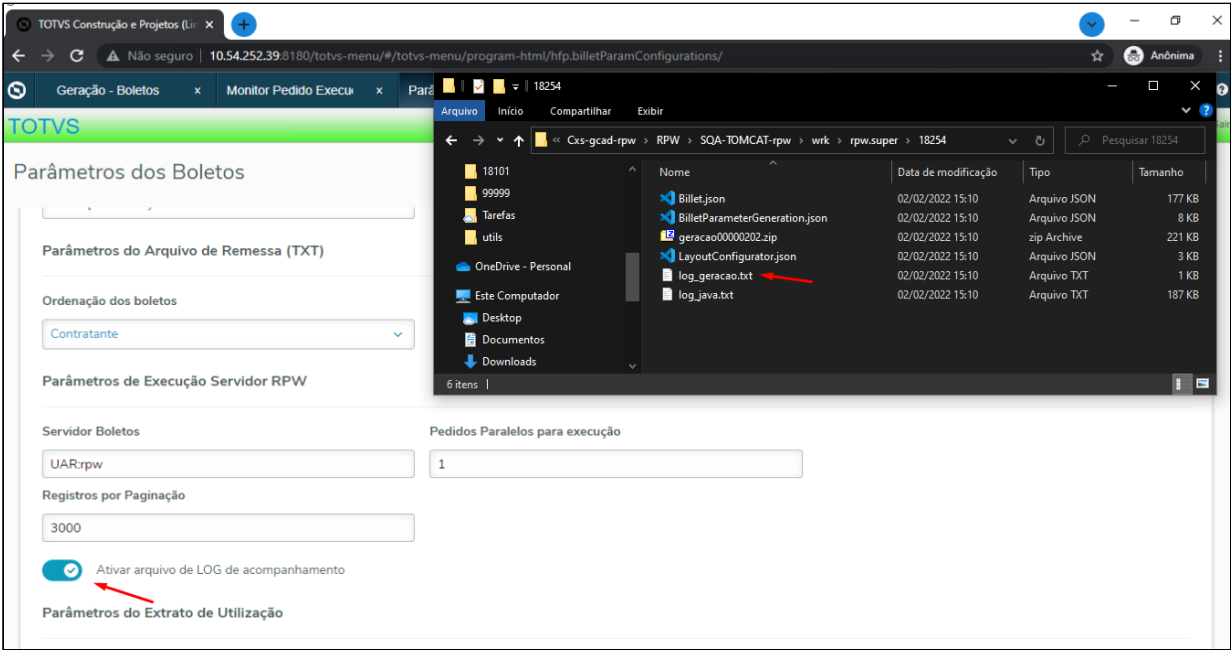 TOTVS Construção e Projetos (Lin
Não seguro | 10.54.252.39:8180/totvs-menu/#/totvs-menu/program-html/hfp.billetParamConfigurations/
Anônima
Geração - Boletos x Monitor Pedido Execu x Pará
TOTVS
Parâmetros dos Boletos
Parâmetros do Arquivo de Remessa (TXT)
Ordenação dos boletos
Contratante
Parâmetros de Execução Servidor RPW
Servidor Boletos
Pedidos Paralelos para execução
UAR:rpw
1
Registros por Paginação
3000
Ativar arquivo de LOG de acompanhamento
Parâmetros do Extrato de Utilização
18254
Arquivo Início Compartilhar Exibir
« Cxs-gcad-rpw > RPW > SQA-TOMCAT-rpw > wrk > rpw.super > 18254
Pesquisar 18254
18101
99999
Tarefas
utils
OneDrive - Personal
Este Computador
Desktop
Documentos
Downloads
Nome Data de modificação Tipo Tamanho
Billet.json 02/02/2022 15:10 Arquivo JSON 177 KB
BilletParameterGeneration.json 02/02/2022 15:10 Arquivo JSON 8 KB
geracao00000202.zip 02/02/2022 15:10 zip Archive 221 KB
LayoutConfigurator.json 02/02/2022 15:10 Arquivo JSON 3 KB
log_geracao.txt 02/02/2022 15:10 Arquivo TXT 1 KB
log_java.txt 02/02/2022 15:10 Arquivo TXT 187 KB
6 itens